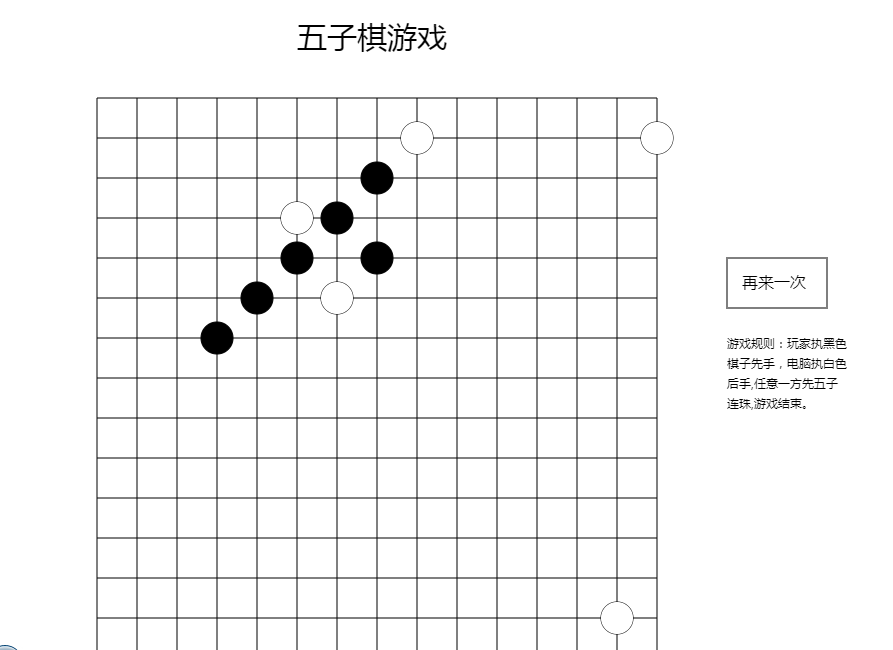 五子棋游戏
再来一次
游戏规则：玩家执黑色
棋子先手，电脑执白色
后手,任意一方先五子
连珠,游戏结束。